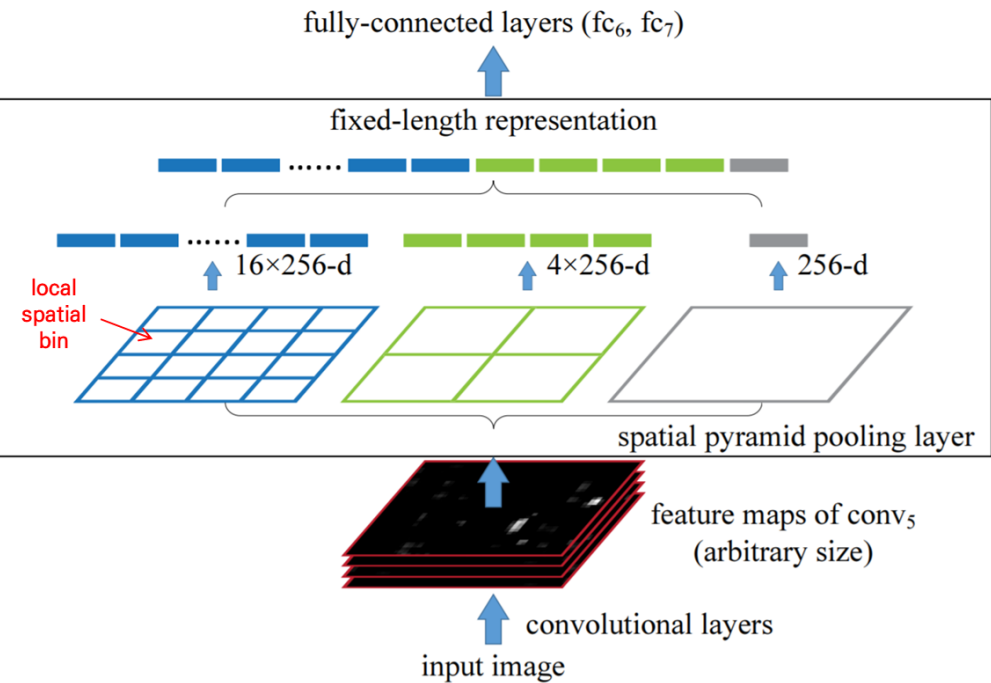 fully-connected layers (fc₆, fc₇)
fixed-length representation
......
......
16×256-d
4×256-d
256-d
local
spatial
bin
spatial pyramid pooling layer
feature maps of conv₅
(arbitrary size)
convolutional layers
input image